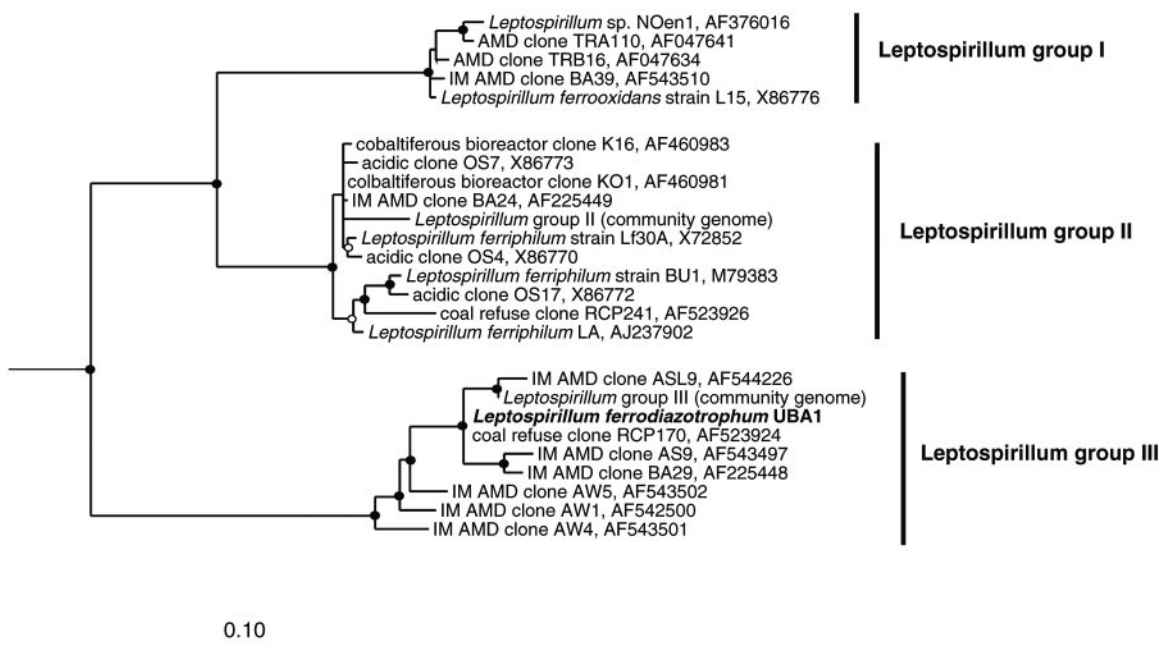 Leptospirillum sp. NOen1, AF376016
AMD clone TRA110, AF047641
AMD clone TRB16, AF047634
IM AMD clone BA39, AF543510
Leptospirillum ferrooxidans strain L15, X86776
Leptospirillum group I
cobaltiferous bioreactor clone K16, AF460983
acidic clone OS7, X86773
colbaltiferous bioreactor clone KO1, AF460981
IM AMD clone BA24, AF225449
Leptospirillum group II (community genome)
Leptospirillum ferriphilum strain Lf30A, X72852
acidic clone OS4, X86770
Leptospirillum ferriphilum strain BU1, M79383
acidic clone OS17, X86772
coal refuse clone RCP241, AF523926
Leptospirillum ferriphilum LA, AJ237902
Leptospirillum group II
IM AMD clone ASL9, AF544226
Leptospirillum group III (community genome)
Leptospirillum ferrodiazotrophum UBA1
coal refuse clone RCP170, AF523924
IM AMD clone AS9, AF543497
IM AMD clone BA29, AF225448
IM AMD clone AW5, AF543502
IM AMD clone AW1, AF542500
IM AMD clone AW4, AF543501
Leptospirillum group III
0.10